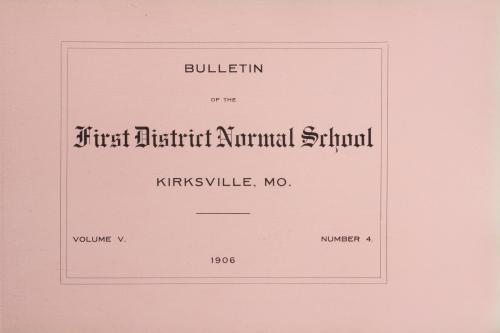 BULLETIN
OF THE
First District Normal School
KIRKSVILLE, MO.
VOLUME V. NUMBER 4.
1906